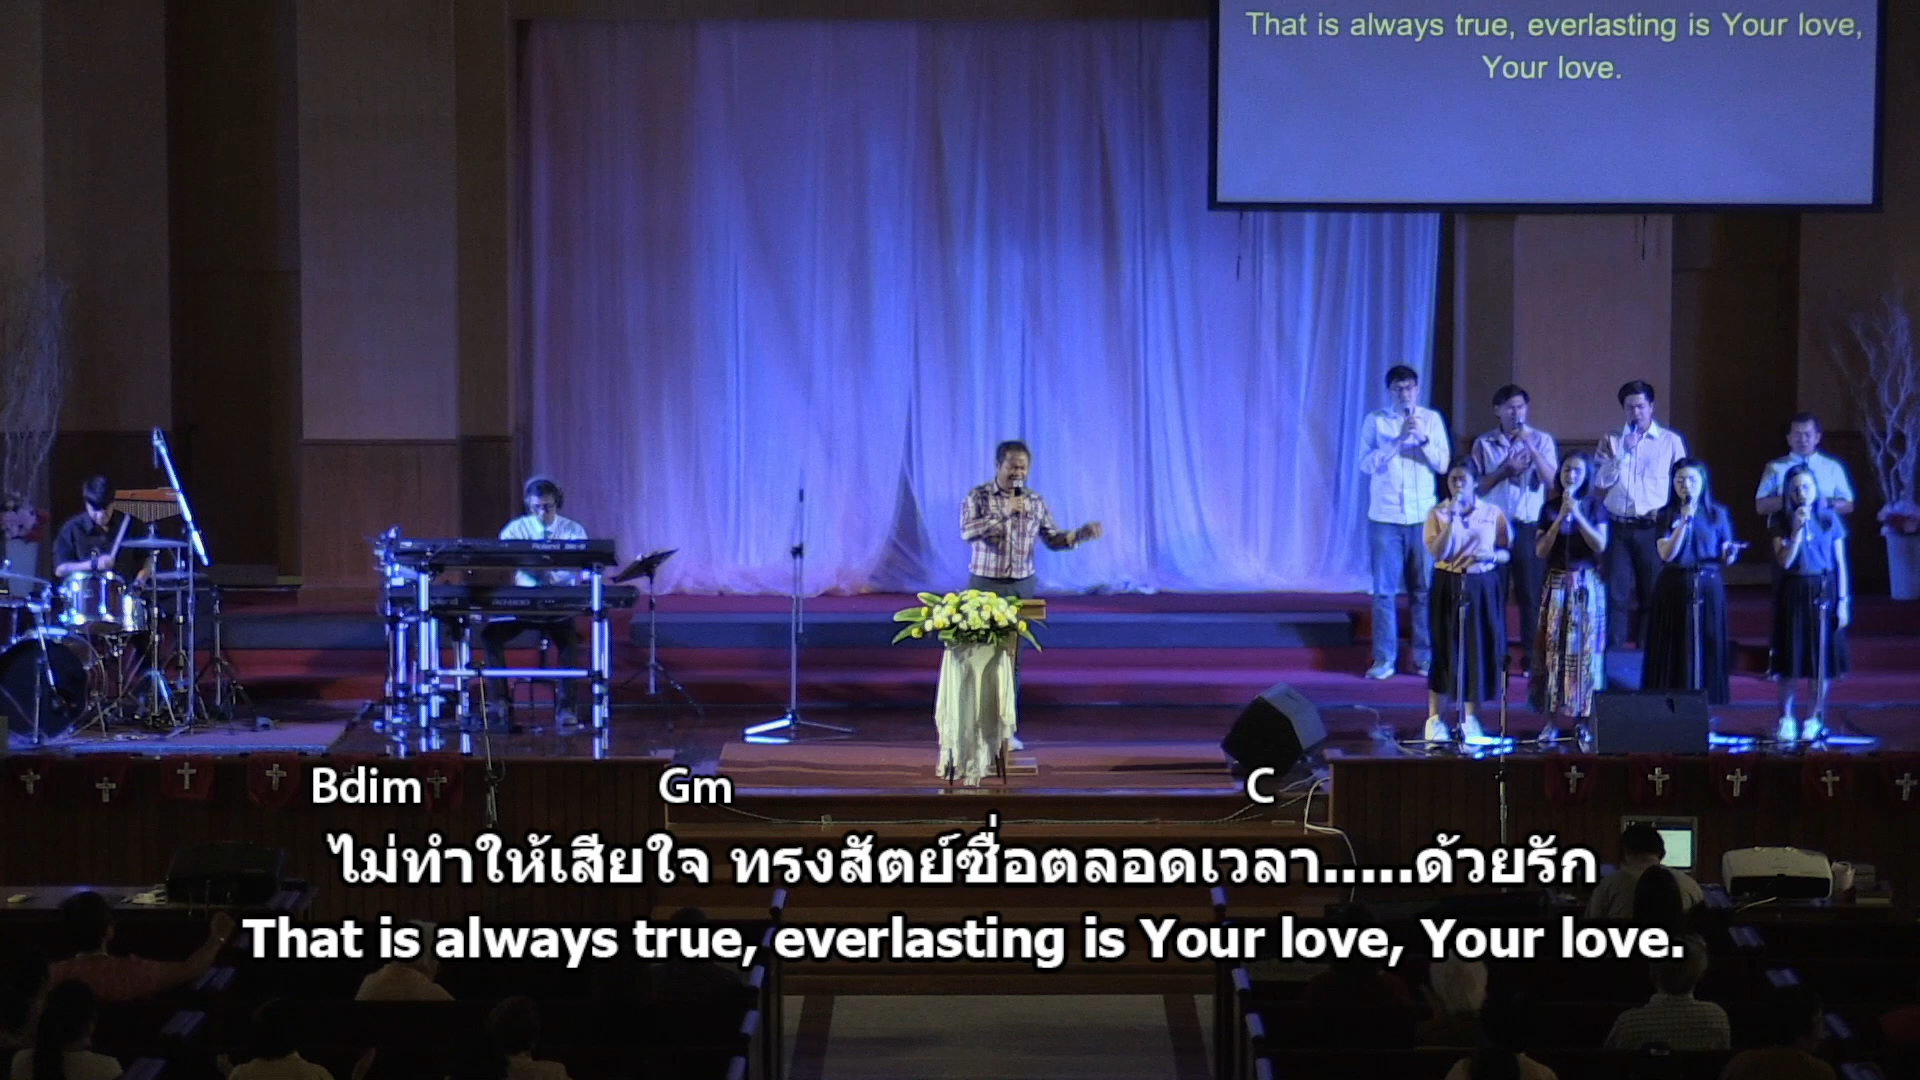 That is always true, everlasting is Your love,
Your love.
Roland
Bdim Gm C
ไม่ทำให้เสียใจ ทรงสัตย์ซื่อตลอดเวลา.....ด้วยรัก
That is always true, everlasting is Your love, Your love.